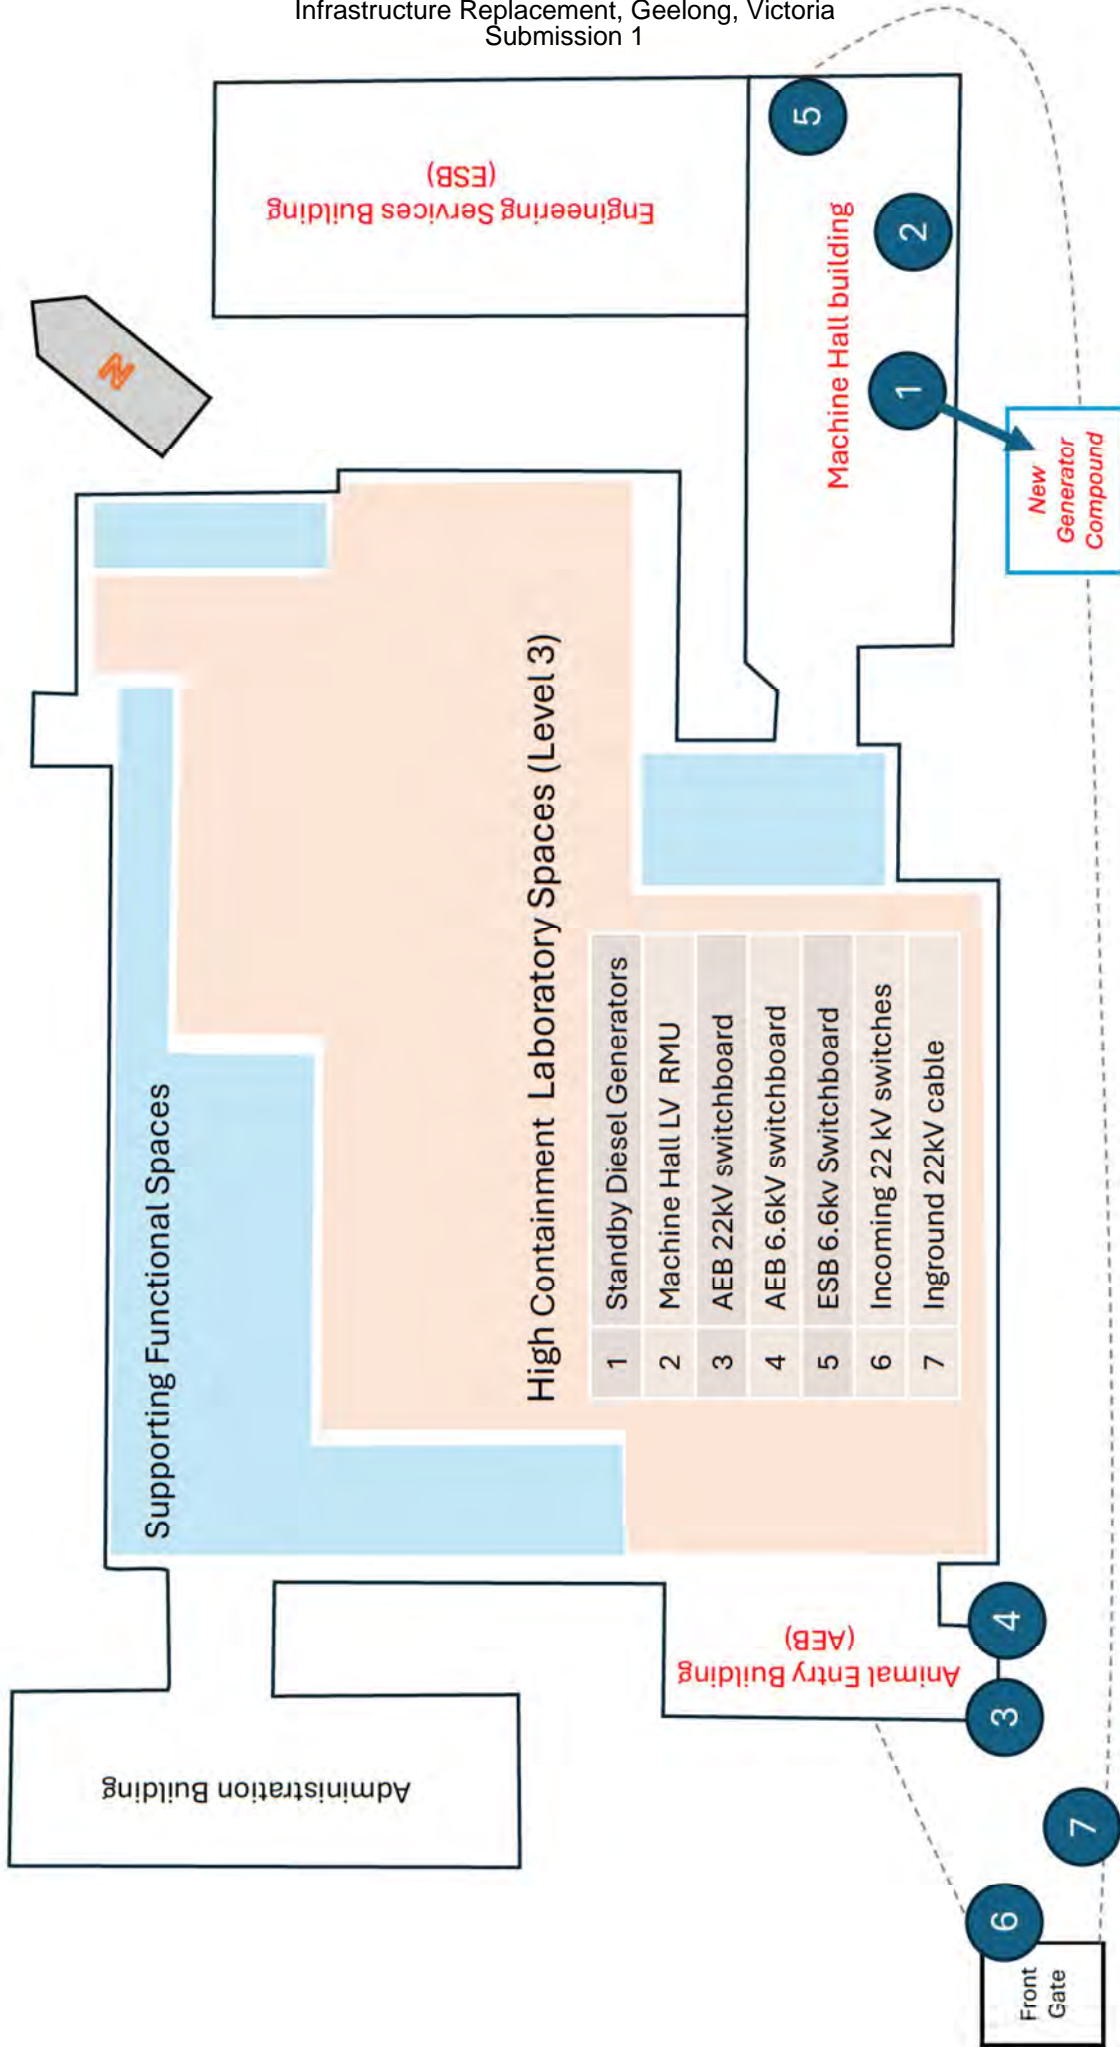 Infrastructure Replacement, Geelong, Victoria
Submission 1
Engineering Services Building
(ESB)
N
5
2
1
Machine Hall building
New
Generator
Compound
Supporting Functional Spaces
High Containment Laboratory Spaces (Level 3)
1 Standby Diesel Generators
2 Machine Hall LV RMU
3 AEB 22kV switchboard
4 AEB 6.6kV switchboard
5 ESB 6.6kv Switchboard
6 Incoming 22 kV switches
7 Inground 22kV cable
Administration Building
Animal Entry Building
(AEB)
4
3
7
6
Front
Gate